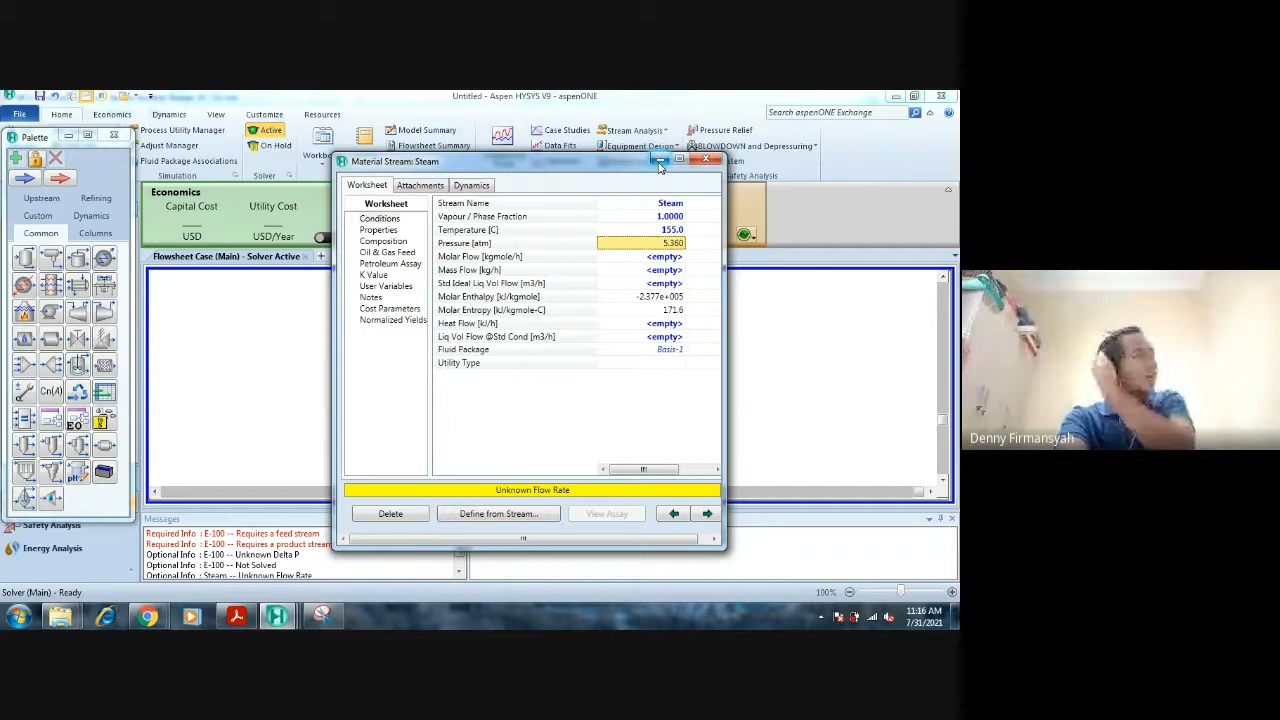 Untitled - Aspen HYSYS V9 - aspenONE
File Home Economics Dynamics View Customize Resources
Search aspenONE Exchange
Palette
Process Utility Manager
Adjust Manager
Fluid Package Associations
Simulation
Active
On Hold
Solver
Model Summary
Flowsheet Summary
Case Studies
Data Fits
Stream Analysis
Equipment Design
Pressure Relief
BLOWDOWN and Depressuring
Safety Analysis
Upstream Refining
Custom Dynamics
Common Columns
Economics
Capital Cost Utility Cost
USD USD/Year
Flowsheet Case (Main) - Solver Active
Material Stream: Steam
Worksheet Attachments Dynamics
Worksheet
Conditions
Properties
Composition
Oil & Gas Feed
Petroleum Assay
K Value
User Variables
Notes
Cost Parameters
Normalized Yields
Stream Name Steam
Vapour / Phase Fraction 1.0000
Temperature [C] 155.0
Pressure [atm] 5.360
Molar Flow [kgmole/h] <empty>
Mass Flow [kg/h] <empty>
Std Ideal Liq Vol Flow [m3/h] <empty>
Molar Enthalpy [kJ/kgmole] -2.377e+005
Molar Entropy [kJ/kgmole-C] 171.6
Heat Flow [kJ/h] <empty>
Liq Vol Flow @Std Cond [m3/h] <empty>
Fluid Package Basis-1
Utility Type
Unknown Flow Rate
Delete Define from Stream... View Assay
Cn(A)
EO
pH
Safety Analysis
Energy Analysis
Messages
Required Info : E-100 -- Requires a feed stream
Required Info : E-100 -- Requires a product stream
Optional Info : E-100 -- Unknown Delta P
Optional Info : E-100 -- Not Solved
Optional Info : Steam -- Unknown Flow Rate
Solver (Main) - Ready
100%
11:16 AM
7/31/2021
Denny Firmansyah